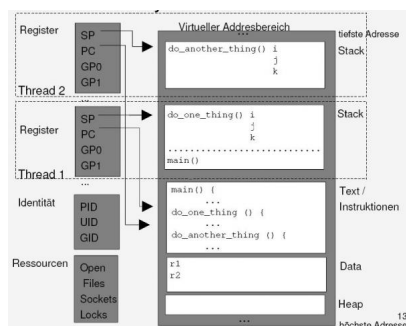 Virtueller Addresbereich
Register
SP
PC
GP0
GP1
...
Thread 2
...
do_another_thing() i
j
k
tiefste Adresse
Stack
Register
SP
PC
GP0
GP1
...
Thread 1
do_one_thing() i
j
k
main()
Stack
Identität
PID
UID
GID
main() {
...
do_one_thing () {
...
do_another_thing () {
...
Text /
Instruktionen
Ressourcen
Open
Files
Sockets
Locks
r1
r2
Data
Heap
...
13
höchste Adresse